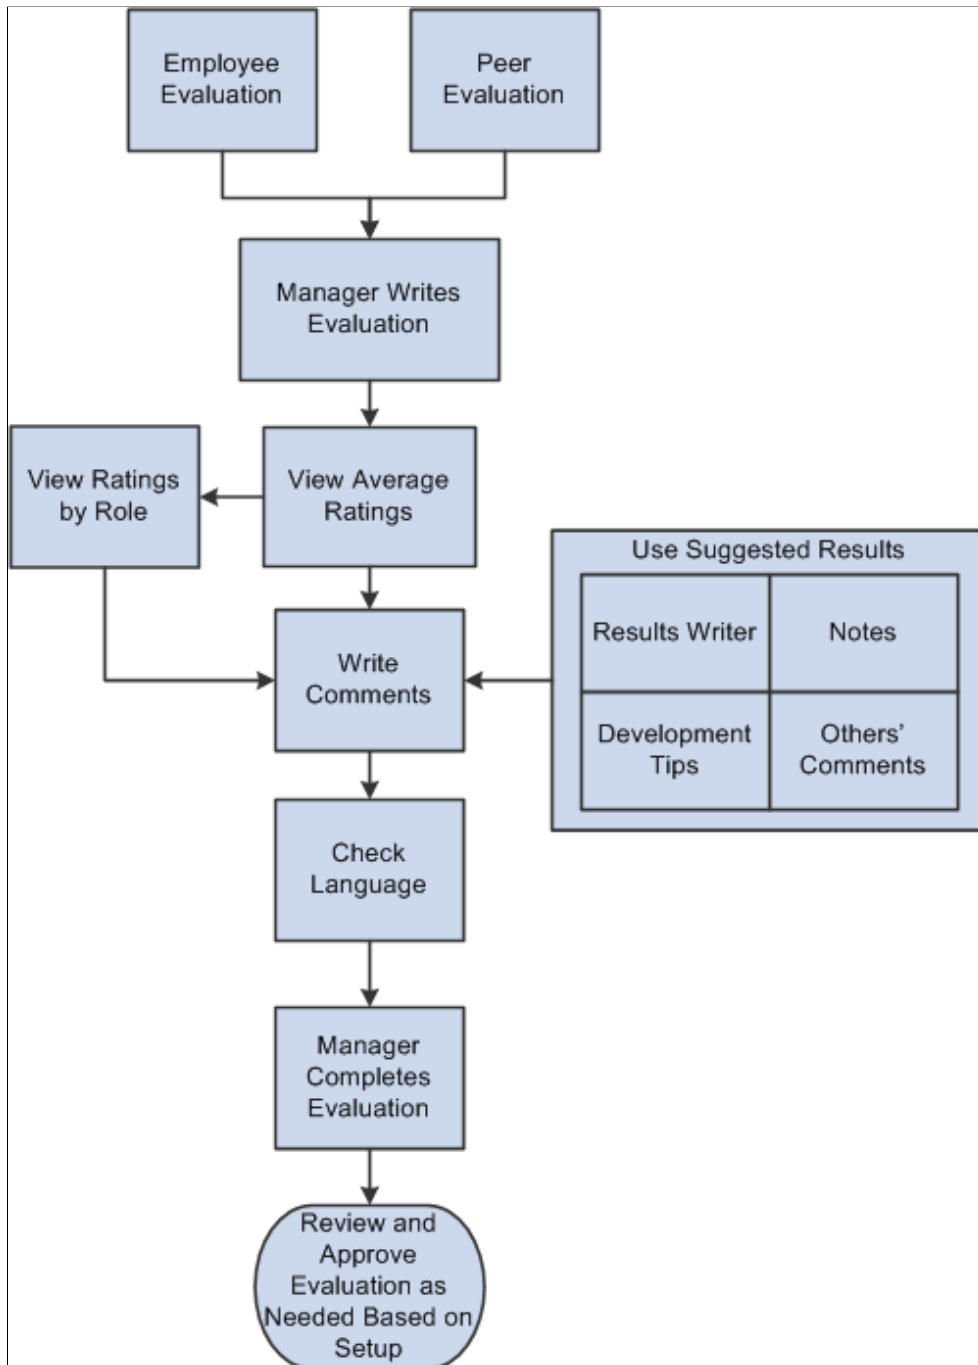 Employee
Evaluation
Peer
Evaluation
Manager Writes
Evaluation
View Ratings
by Role
View Average
Ratings
Use Suggested Results
Results Writer
Notes
Development
Tips
Others’
Comments
Write
Comments
Check
Language
Manager
Completes
Evaluation
Review and
Approve
Evaluation as
Needed Based on
Setup